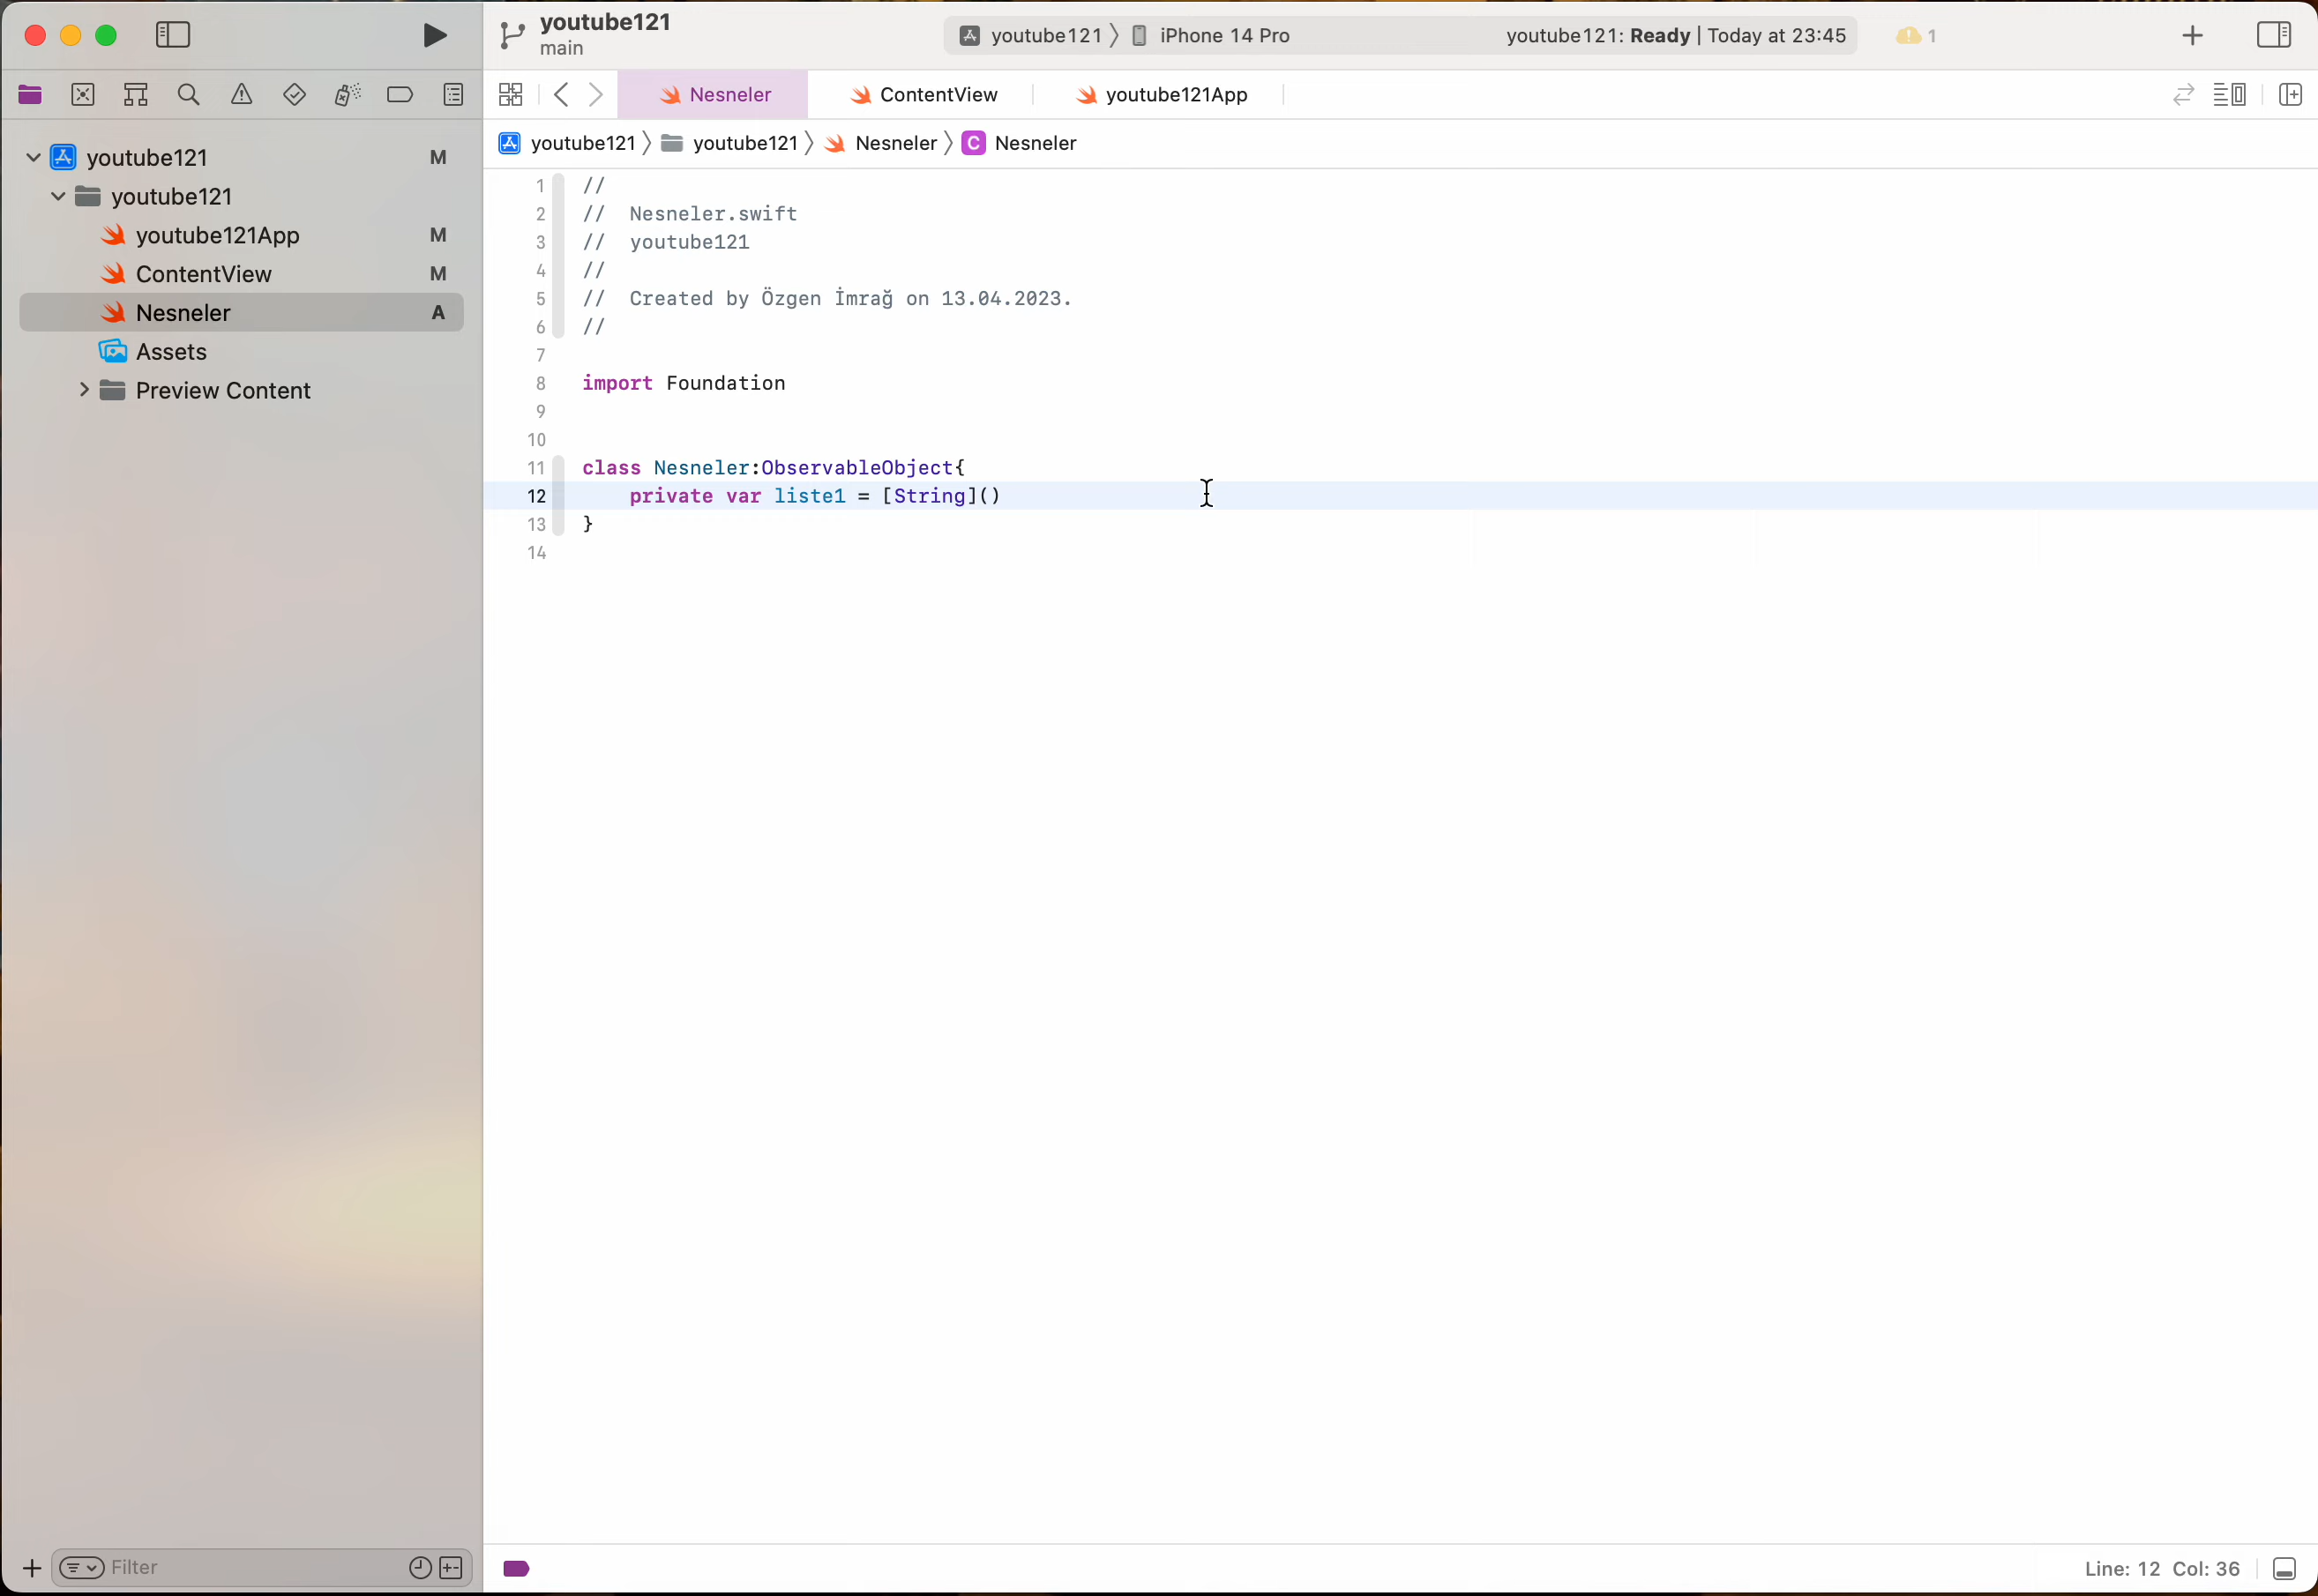 youtube121
main
youtube121 〉 iPhone 14 Pro
youtube121: Ready | Today at 23:45
1
Nesneler
ContentView
youtube121App
youtube121 〉 youtube121 〉 Nesneler 〉 C Nesneler
youtube121 M
youtube121
youtube121App M
ContentView M
Nesneler A
Assets
Preview Content
1 //
2 //  Nesneler.swift
3 //  youtube121
4 //
5 //  Created by Özgen İmrağ on 13.04.2023.
6 //
7
8 import Foundation
9
10
11 class Nesneler:ObservableObject{
12     private var liste1 = [String]()
13 }
14
Filter
Line: 12 Col: 36